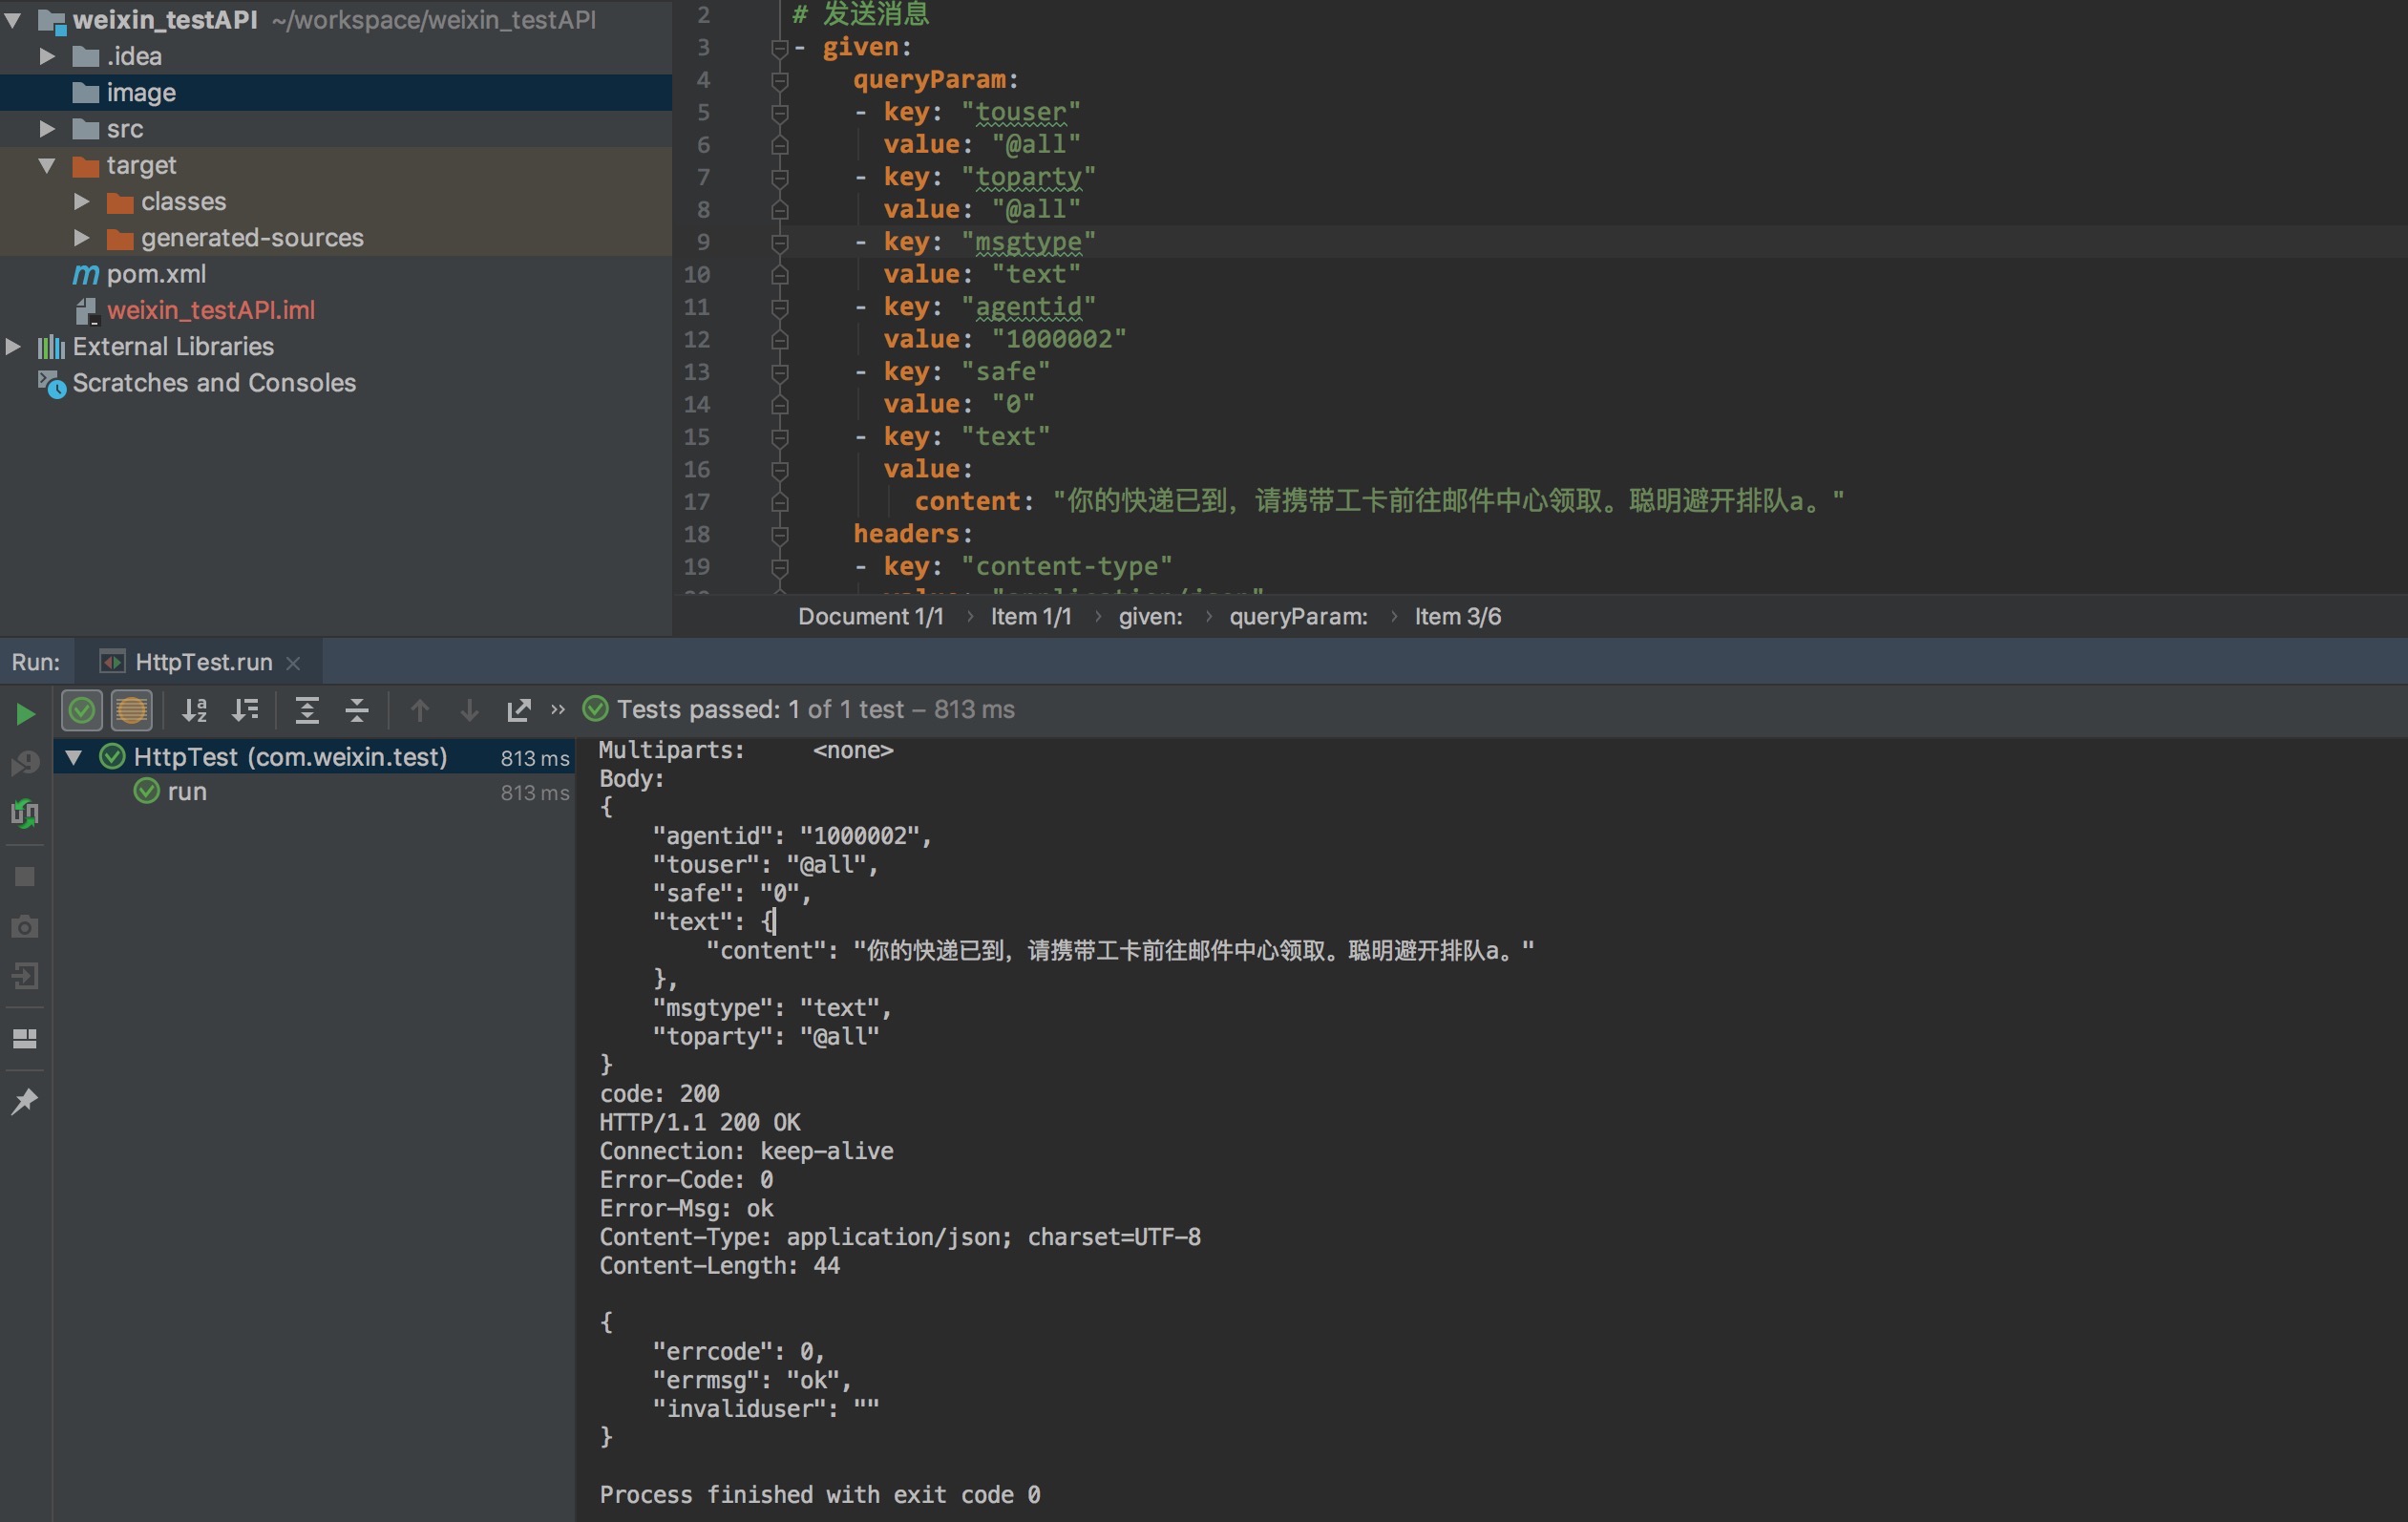 weixin_testAPI ~/workspace/weixin_testAPI
.idea
image
src
target
classes
generated-sources
pom.xml
weixin_testAPI.iml
External Libraries
Scratches and Consoles
2 # 发送消息
3 - given:
4 queryParam:
5 - key: "touser"
6 value: "@all"
7 - key: "toparty"
8 value: "@all"
9 - key: "msgtype"
10 value: "text"
11 - key: "agentid"
12 value: "1000002"
13 - key: "safe"
14 value: "0"
15 - key: "text"
16 value:
17 content: "你的快递已到，请携带工卡前往邮件中心领取。聪明避开排队a。"
18 headers:
19 - key: "content-type"
20 value: "application/json"
Document 1/1 › Item 1/1 › given: › queryParam: › Item 3/6
Run: HttpTest.run ×
» Tests passed: 1 of 1 test – 813 ms
HttpTest (com.weixin.test) 813 ms
run 813 ms
Multiparts: <none>
Body:
{
"agentid": "1000002",
"touser": "@all",
"safe": "0",
"text": {
"content": "你的快递已到，请携带工卡前往邮件中心领取。聪明避开排队a。"
},
"msgtype": "text",
"toparty": "@all"
}
code: 200
HTTP/1.1 200 OK
Connection: keep-alive
Error-Code: 0
Error-Msg: ok
Content-Type: application/json; charset=UTF-8
Content-Length: 44
{
"errcode": 0,
"errmsg": "ok",
"invaliduser": ""
}
Process finished with exit code 0